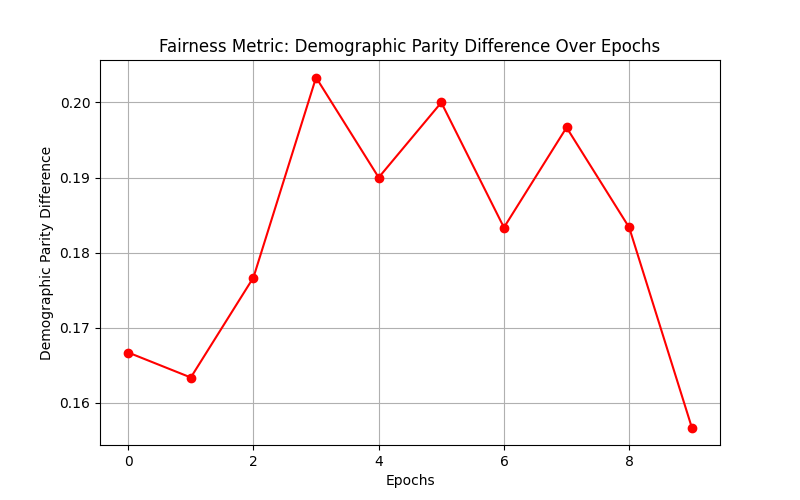 Fairness Metric: Demographic Parity Difference Over Epochs
0.20
0.19
0.18
0.17
0.16
Demographic Parity Difference
0 2 4 6 8
Epochs